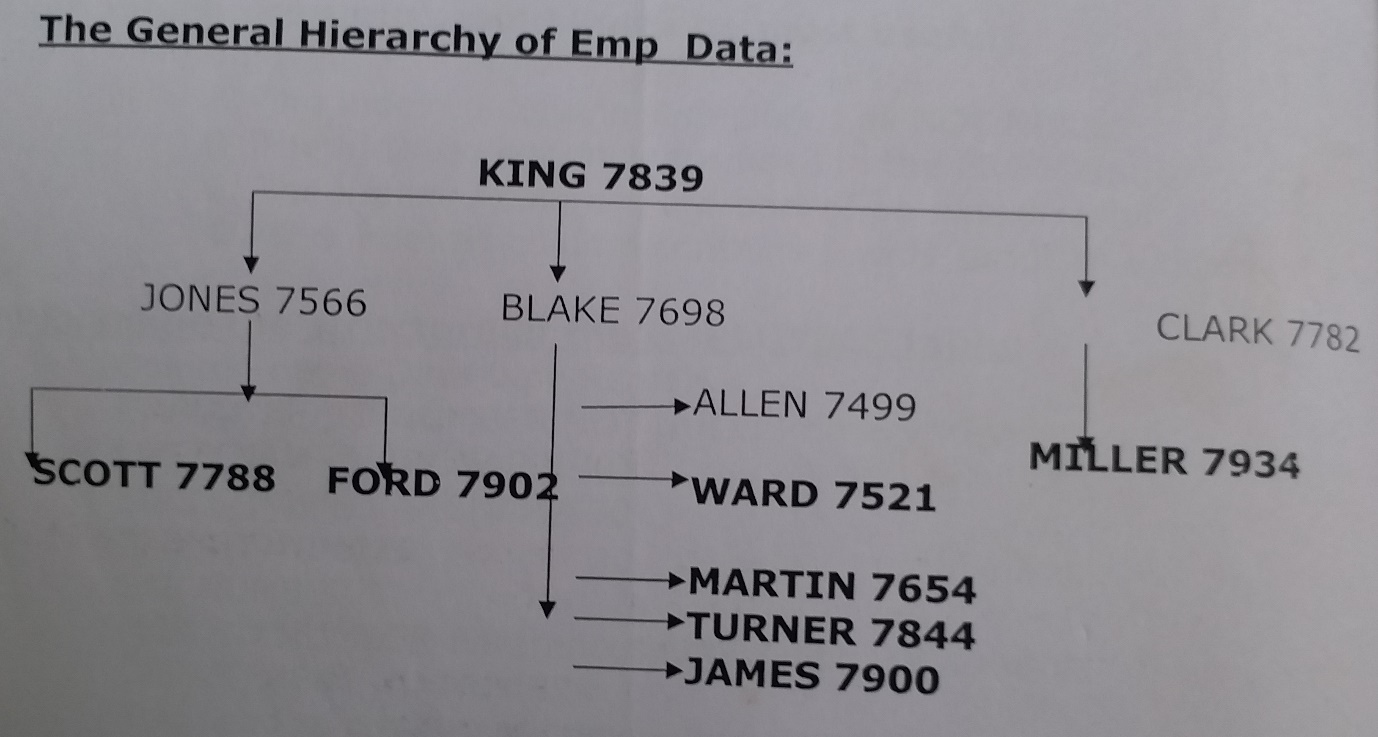 The General Hierarchy of Emp Data:
KING 7839
JONES 7566
BLAKE 7698
CLARK 7782
ALLEN 7499
SCOTT 7788
FORD 7902
WARD 7521
MILLER 7934
MARTIN 7654
TURNER 7844
JAMES 7900